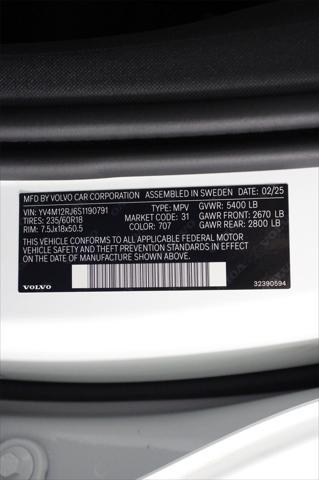 MFD BY VOLVO CAR CORPORATION ASSEMBLED IN SWEDEN 02/25
VIN: YV4M12RJ6S1190791 TYPE: MPV GVWR: 5400 LB
TIRES: 235/60R18 MARKET CODE: 31 GAWR FRONT: 2670 LB
RIM: 7.5Jx18x50.5 COLOR: 707 GAWR REAR: 2800 LB
THIS VEHICLE CONFORMS TO ALL APPLICABLE FEDERAL MOTOR
VEHICLE SAFETY AND THEFT PREVENTION STANDARDS IN EFFECT
ON THE DATE OF MANUFACTURE SHOWN ABOVE.
VOLVO 32390594